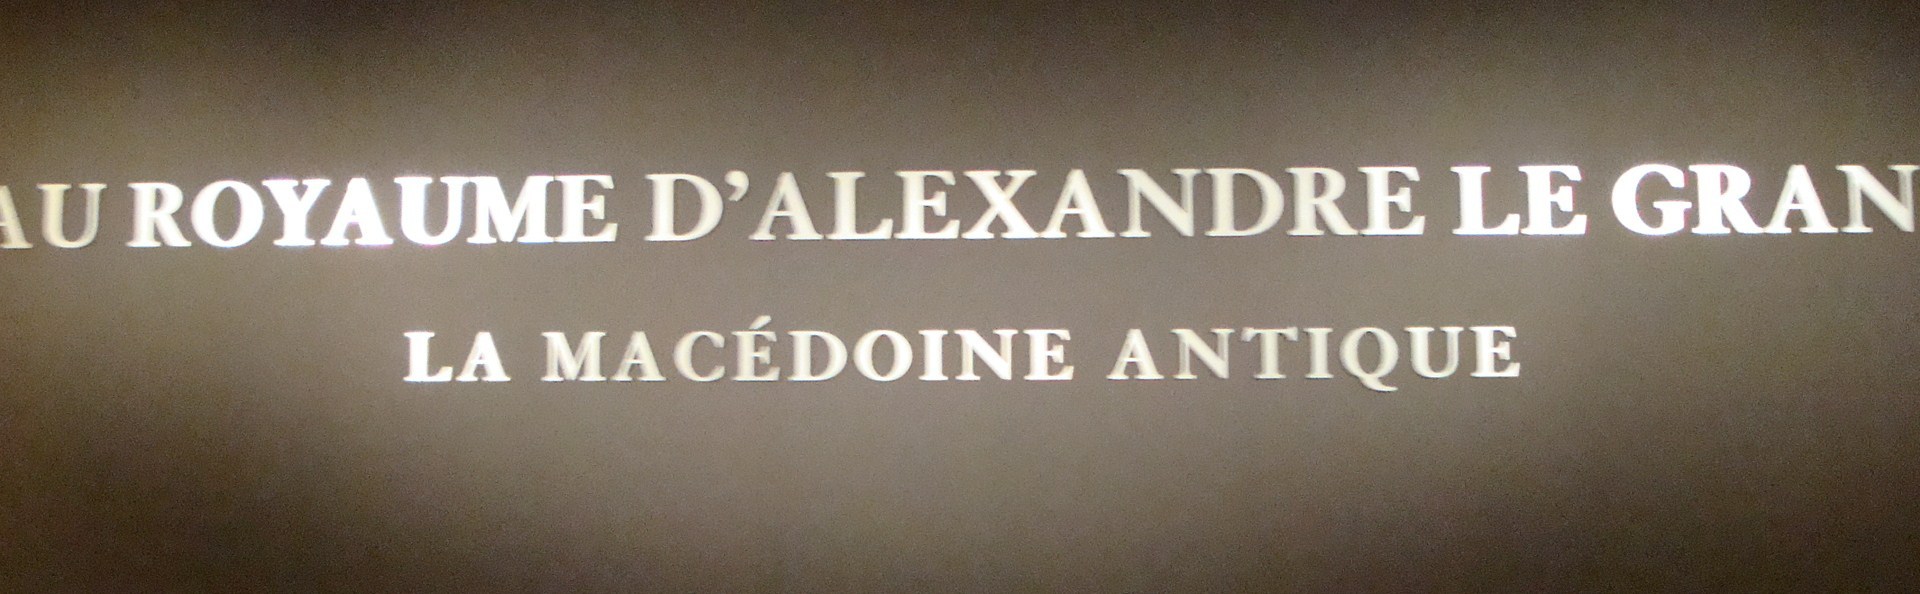 AU ROYAUME D’ALEXANDRE LE GRAN
LA MACÉDOINE ANTIQUE